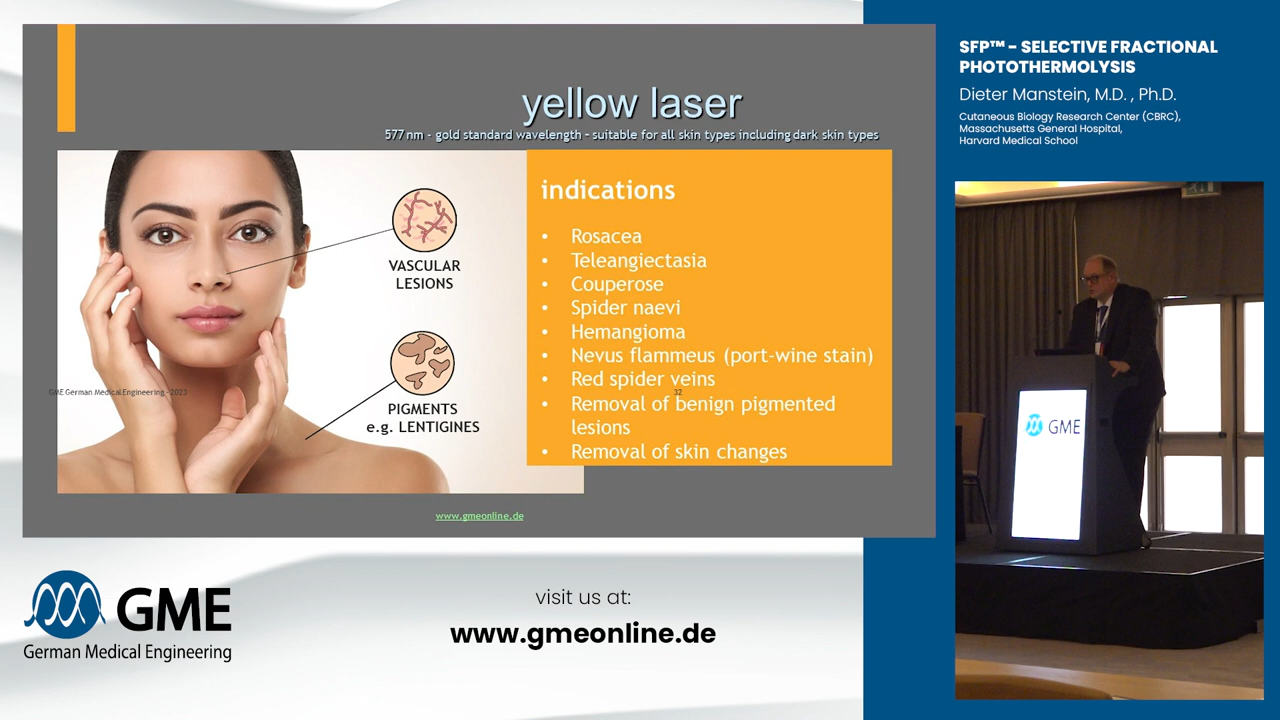 yellow laser
577 nm - gold standard wavelength - suitable for all skin types including dark skin types
VASCULAR
LESIONS
PIGMENTS
e.g. LENTIGINES
GME German Medical Engineering - 2023
indications
• Rosacea
• Teleangiectasia
• Couperose
• Spider naevi
• Hemangioma
• Nevus flammeus (port-wine stain)
• Red spider veins
32
• Removal of benign pigmented
lesions
• Removal of skin changes
www.gmeonline.de
GME
German Medical Engineering
visit us at:
www.gmeonline.de
SFP™ - SELECTIVE FRACTIONAL
PHOTOTHERMOLYSIS
Dieter Manstein, M.D. , Ph.D.
Cutaneous Biology Research Center (CBRC),
Massachusetts General Hospital,
Harvard Medical School
GME